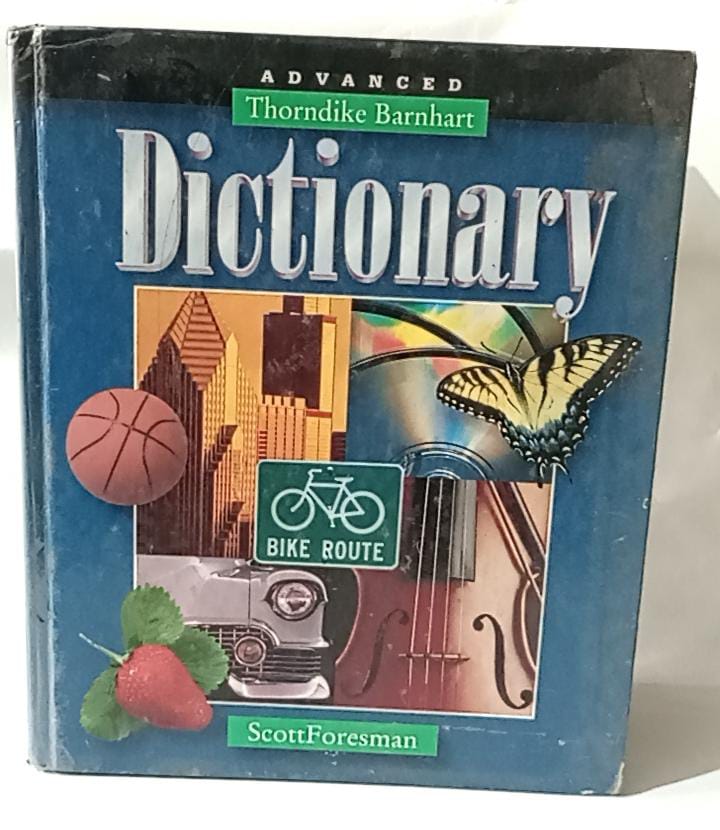 ADVANCED
Thorndike Barnhart
Dictionary
BIKE ROUTE
ScottForesman